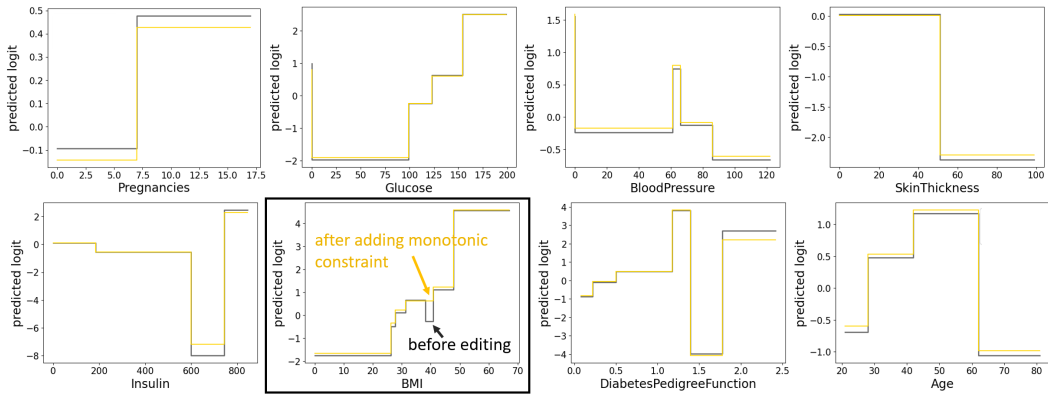 predicted logit
0.5
0.4
0.3
0.2
0.1
0.0
−0.1
0.0 2.5 5.0 7.5 10.0 12.5 15.0 17.5
Pregnancies
predicted logit
2
1
0
−1
−2
0 25 50 75 100 125 150 175 200
Glucose
predicted logit
1.5
1.0
0.5
0.0
−0.5
0 20 40 60 80 100 120
BloodPressure
predicted logit
0.0
−0.5
−1.0
−1.5
−2.0
0 20 40 60 80 100
SkinThickness
predicted logit
2
0
−2
−4
−6
−8
0 200 400 600 800
Insulin
predicted logit
4
3
2
1
0
−1
−2
after adding monotonic
constraint
before editing
0 10 20 30 40 50 60 70
BMI
predicted logit
4
3
2
1
0
−1
−2
−3
−4
0.0 0.5 1.0 1.5 2.0 2.5
DiabetesPedigreeFunction
predicted logit
1.0
0.5
0.0
−0.5
−1.0
20 30 40 50 60 70 80
Age